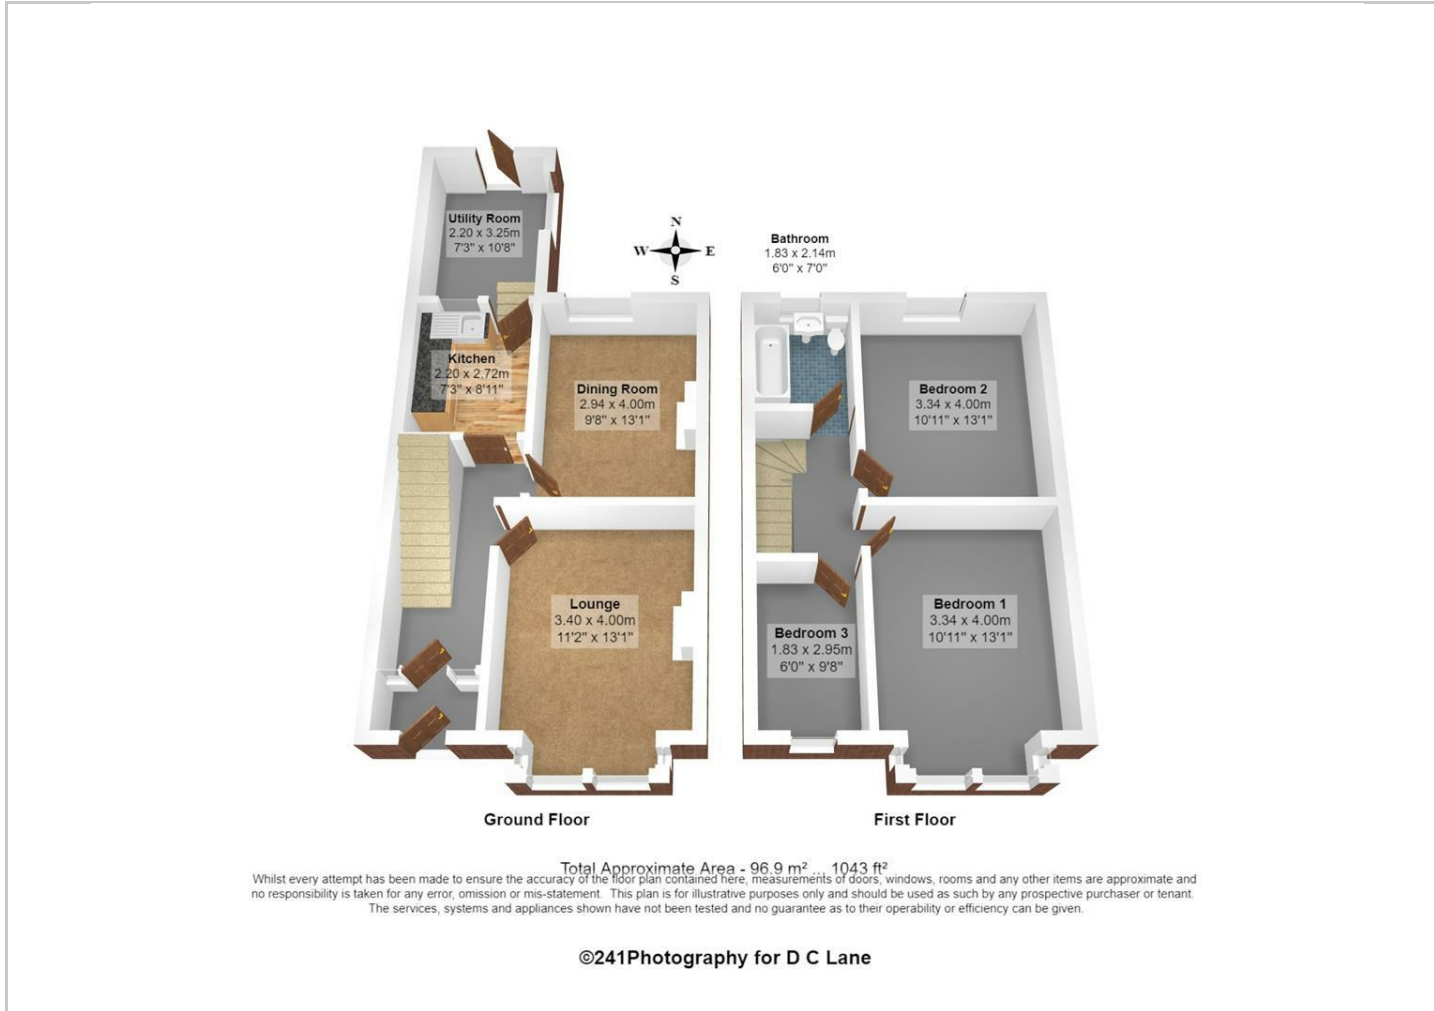 Utility Room
2.20 x 3.25m
7'3" x 10'8"
N
W E
S
Bathroom
1.83 x 2.14m
6'0" x 7'0"
Kitchen
2.20 x 2.72m
7'3" x 8'11"
Dining Room
2.94 x 4.00m
9'8" x 13'1"
Bedroom 2
3.34 x 4.00m
10'11" x 13'1"
Lounge
3.40 x 4.00m
11'2" x 13'1"
Bedroom 3
1.83 x 2.95m
6'0" x 9'8"
Bedroom 1
3.34 x 4.00m
10'11" x 13'1"
Ground Floor
First Floor
Total Approximate Area - 96.9 m² ... 1043 ft²
Whilst every attempt has been made to ensure the accuracy of the floor plan contained here, measurements of doors, windows, rooms and any other items are approximate and
no responsibility is taken for any error, omission or mis-statement. This plan is for illustrative purposes only and should be used as such by any prospective purchaser or tenant.
The services, systems and appliances shown have not been tested and no guarantee as to their operability or efficiency can be given.
©241Photography for D C Lane